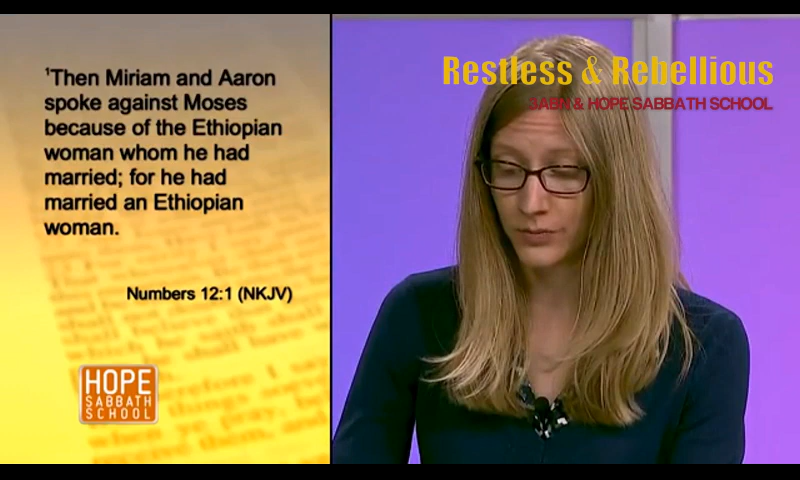 ¹Then Miriam and Aaron
spoke against Moses
because of the Ethiopian
woman whom he had
married; for he had
married an Ethiopian
woman.
Numbers 12:1 (NKJV)
HOPE
SABBATH
SCHOOL
Restless & Rebellious
3ABN & HOPE SABBATH SCHOOL